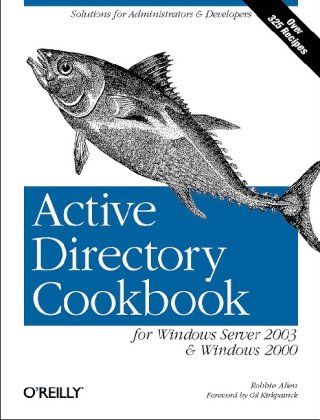 Solutions for Administrators & Developers
Over
325 Recipes
Active
Directory
Cookbook
for Windows Server 2003
& Windows 2000
O'REILLY
Robbie Allen
Foreword by Gil Kirkpatrick